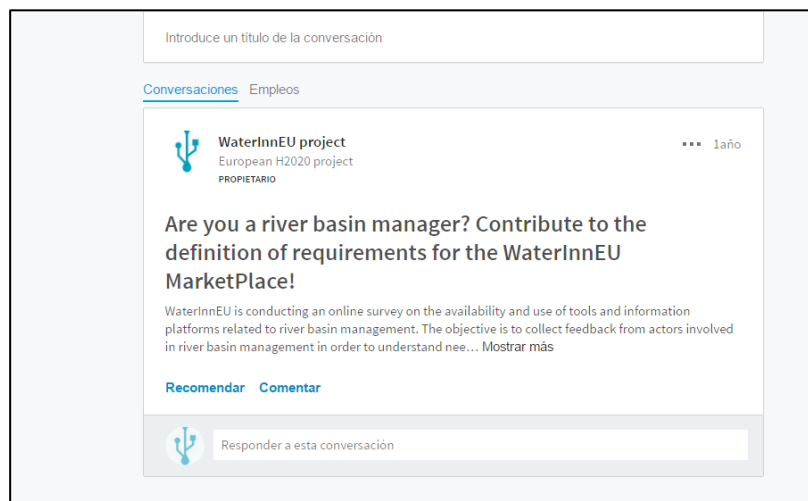 Introduce un título de la conversación
Conversaciones Empleos
WaterInnEU project
1año
European H2020 project
PROPIETARIO
Are you a river basin manager? Contribute to the
definition of requirements for the WaterInnEU
MarketPlace!
WaterInnEU is conducting an online survey on the availability and use of tools and information
platforms related to river basin management. The objective is to collect feedback from actors involved
in river basin management in order to understand nee… Mostrar más
Recomendar Comentar
Responder a esta conversación